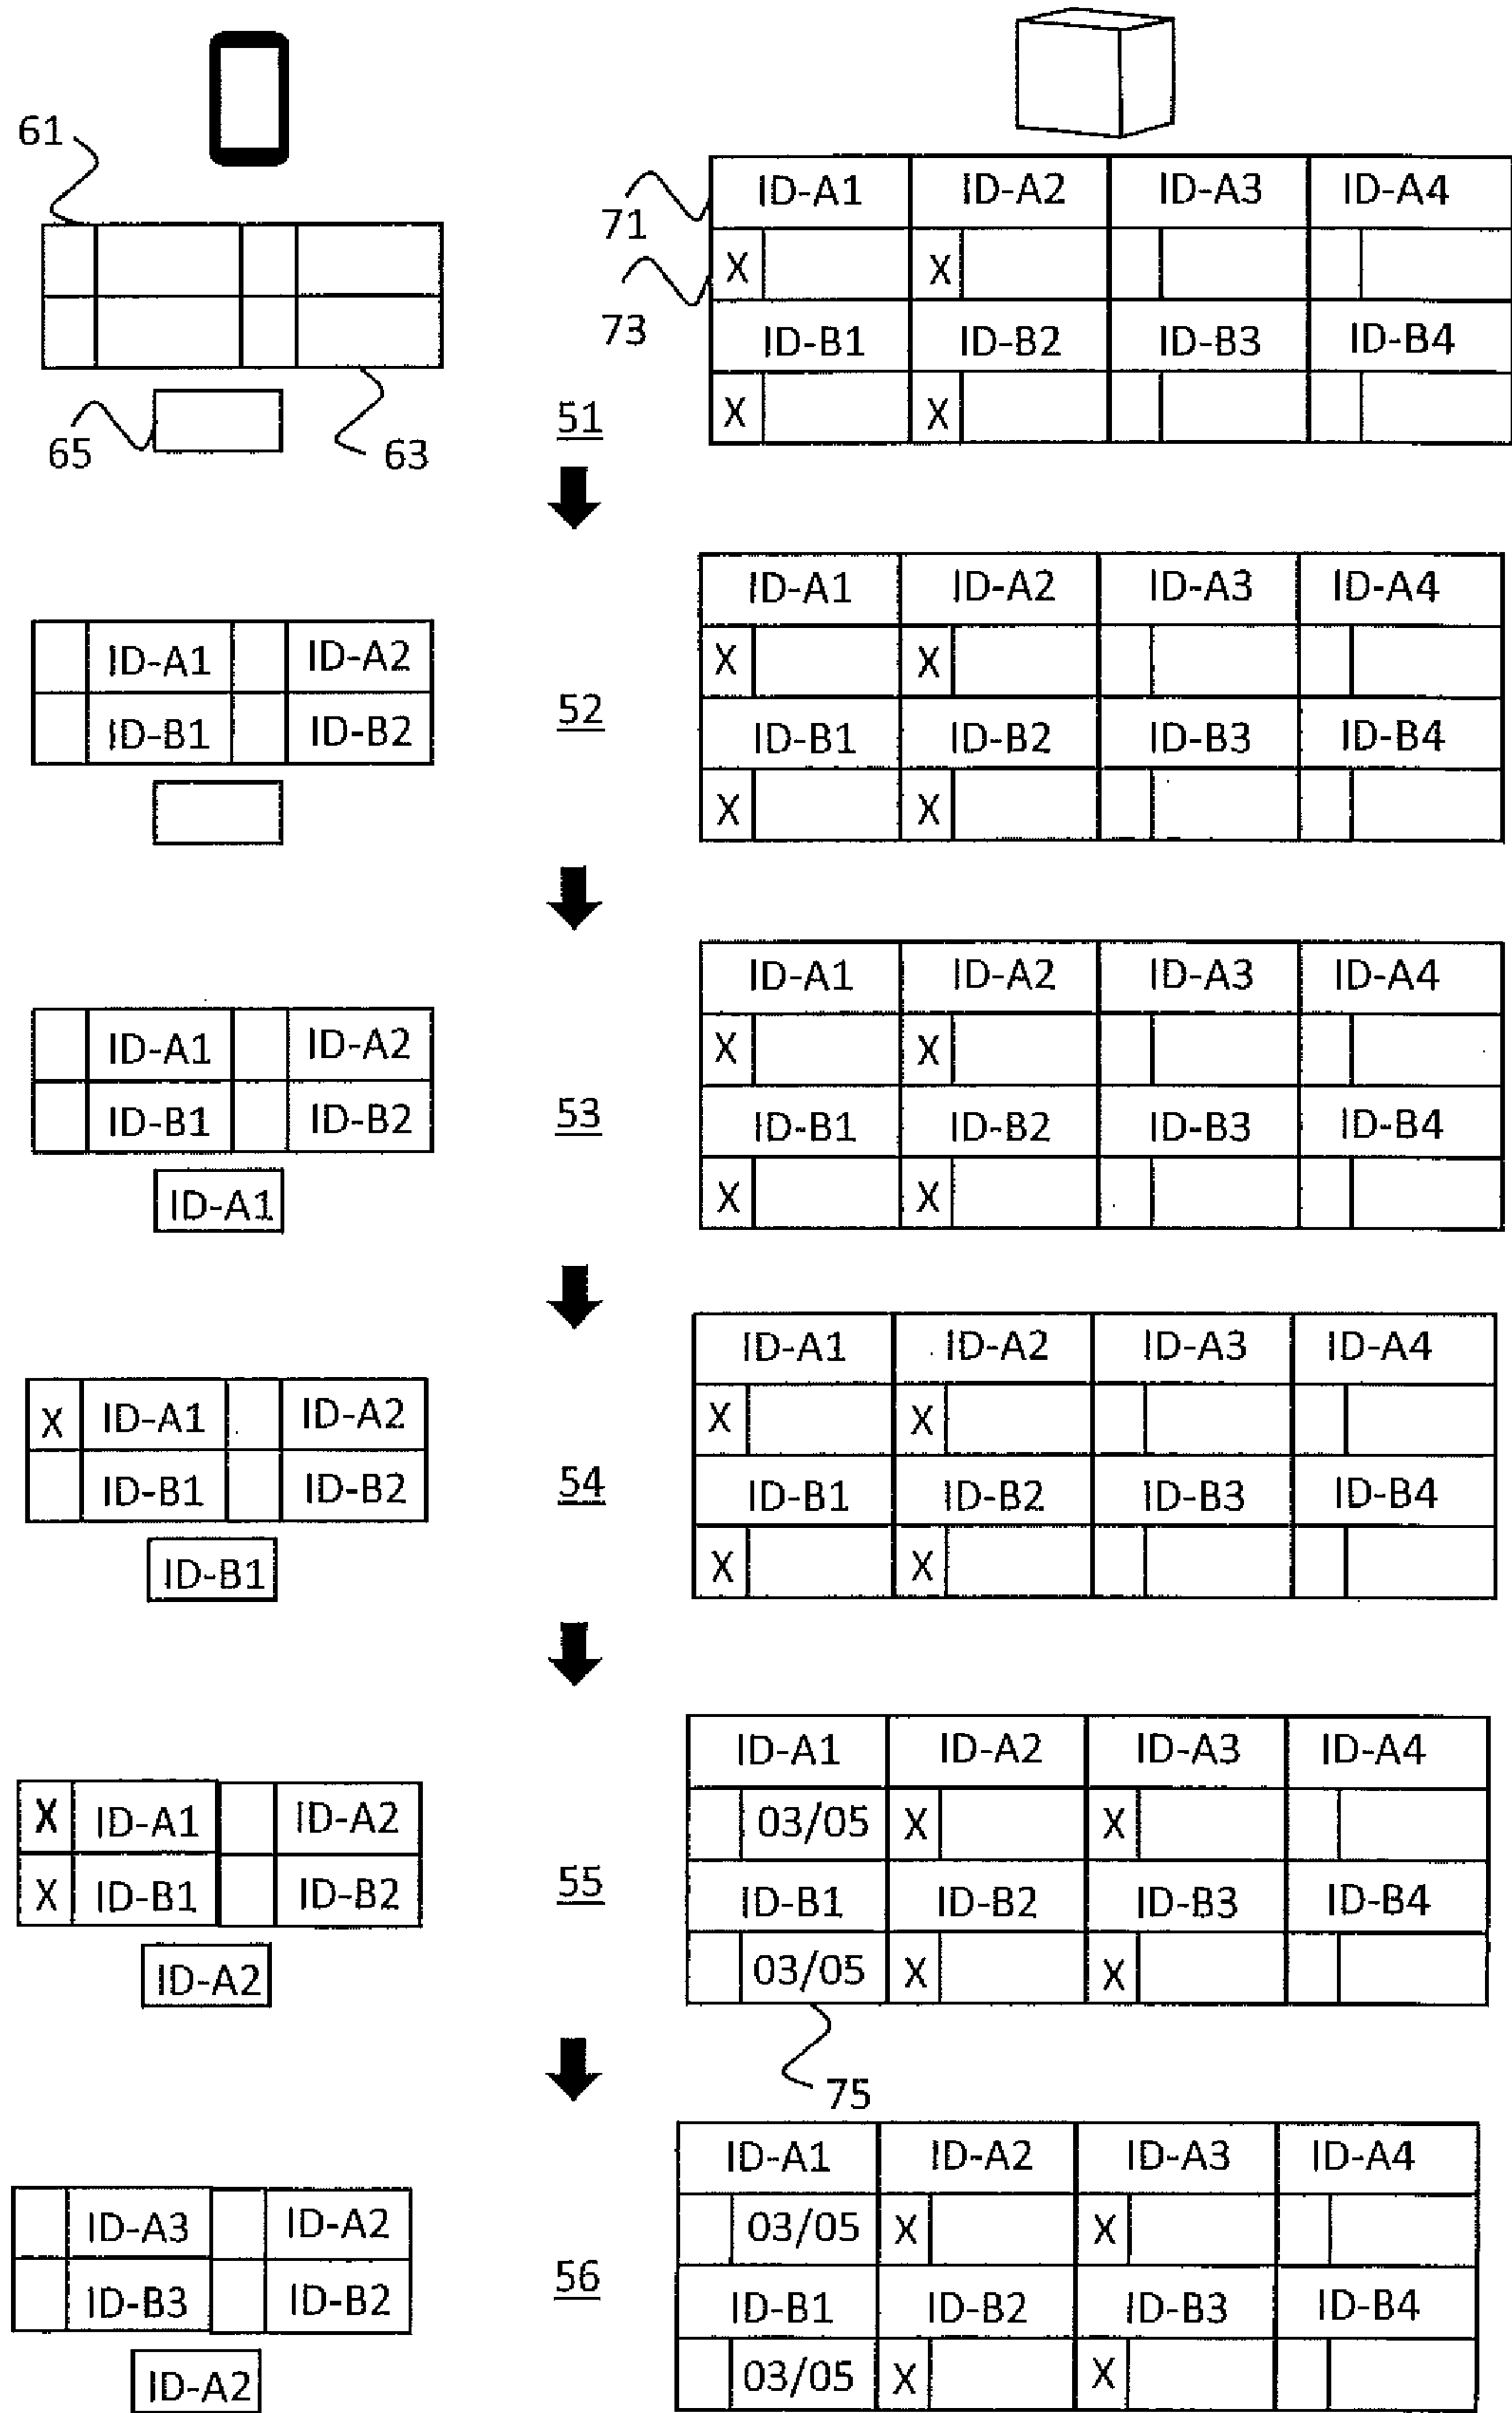 61
71
ID-A1 ID-A2 ID-A3 ID-A4
X X
73
ID-B1 ID-B2 ID-B3 ID-B4
X X
65
63
51
ID-A1 ID-A2 ID-A3 ID-A4
ID-A1 ID-A2
X X
ID-B1 ID-B2
52
ID-B1 ID-B2 ID-B3 ID-B4
X X
ID-A1 ID-A2 ID-A3 ID-A4
ID-A1 ID-A2
X X
ID-B1 ID-B2
53
ID-B1 ID-B2 ID-B3 ID-B4
ID-A1
X X
ID-A1 ID-A2 ID-A3 ID-A4
X ID-A1 ID-A2
X X
ID-B1 ID-B2
54
ID-B1 ID-B2 ID-B3 ID-B4
ID-B1
X X
ID-A1 ID-A2 ID-A3 ID-A4
X ID-A1 ID-A2
03/05 X X
X ID-B1 ID-B2
55
ID-B1 ID-B2 ID-B3 ID-B4
ID-A2
03/05 X X
75
ID-A1 ID-A2 ID-A3 ID-A4
ID-A3 ID-A2
03/05 X X
ID-B3 ID-B2
56
ID-B1 ID-B2 ID-B3 ID-B4
ID-A2
03/05 X X